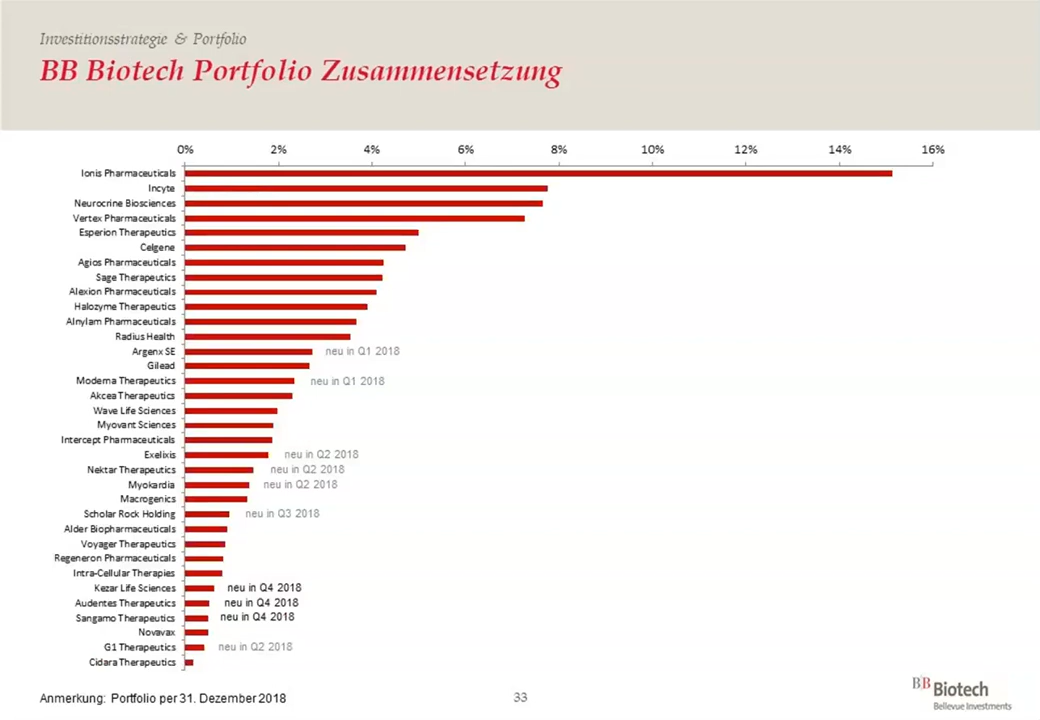 Investitionsstrategie & Portfolio
BB Biotech Portfolio Zusammensetzung
0% 2% 4% 6% 8% 10% 12% 14% 16%
Ionis Pharmaceuticals
Incyte
Neurocrine Biosciences
Vertex Pharmaceuticals
Esperion Therapeutics
Celgene
Agios Pharmaceuticals
Sage Therapeutics
Alexion Pharmaceuticals
Halozyme Therapeutics
Alnylam Pharmaceuticals
Radius Health
Argenx SE neu in Q1 2018
Gilead
Moderna Therapeutics neu in Q1 2018
Akcea Therapeutics
Wave Life Sciences
Myovant Sciences
Intercept Pharmaceuticals
Exelixis neu in Q2 2018
Nektar Therapeutics neu in Q2 2018
Myokardia neu in Q2 2018
Macrogenics
Scholar Rock Holding neu in Q3 2018
Alder Biopharmaceuticals
Voyager Therapeutics
Regeneron Pharmaceuticals
Intra-Cellular Therapies
Kezar Life Sciences neu in Q4 2018
Audentes Therapeutics neu in Q4 2018
Sangamo Therapeutics neu in Q4 2018
Novavax
G1 Therapeutics neu in Q2 2018
Cidara Therapeutics
Anmerkung: Portfolio per 31. Dezember 2018
33
BB Biotech
Bellevue Investments